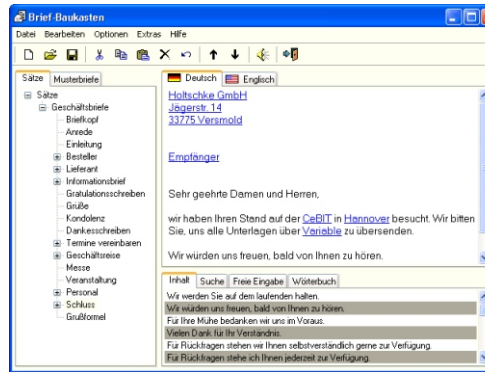 Brief-Baukasten
Datei Bearbeiten Optionen Extras Hilfe
Sätze Musterbriefe
Sätze
Geschäftsbriefe
Briefkopf
Anrede
Einleitung
Besteller
Lieferant
Informationsbrief
Gratulationsschreiben
Grüße
Kondolenz
Dankesschreiben
Termine vereinbaren
Geschäftsreise
Messe
Veranstaltung
Personal
Schluss
Grußformel
Deutsch Englisch
Holtschke GmbH
Jägerstr. 14
33775 Versmold
Empfänger
Sehr geehrte Damen und Herren,
wir haben Ihren Stand auf der CeBIT in Hannover besucht. Wir bitten
Sie, uns alle Unterlagen über Variable zu übersenden.
Wir würden uns freuen, bald von Ihnen zu hören.
Inhalt Suche Freie Eingabe Wörterbuch
Wir werden Sie auf dem laufenden halten.
Wir würden uns freuen, bald von Ihnen zu hören.
Für Ihre Mühe bedanken wir uns im Voraus.
Vielen Dank für Ihr Verständnis.
Für Rückfragen stehen wir Ihnen selbstverständlich gerne zur Verfügung.
Für Rückfragen stehe ich Ihnen jederzeit zur Verfügung.